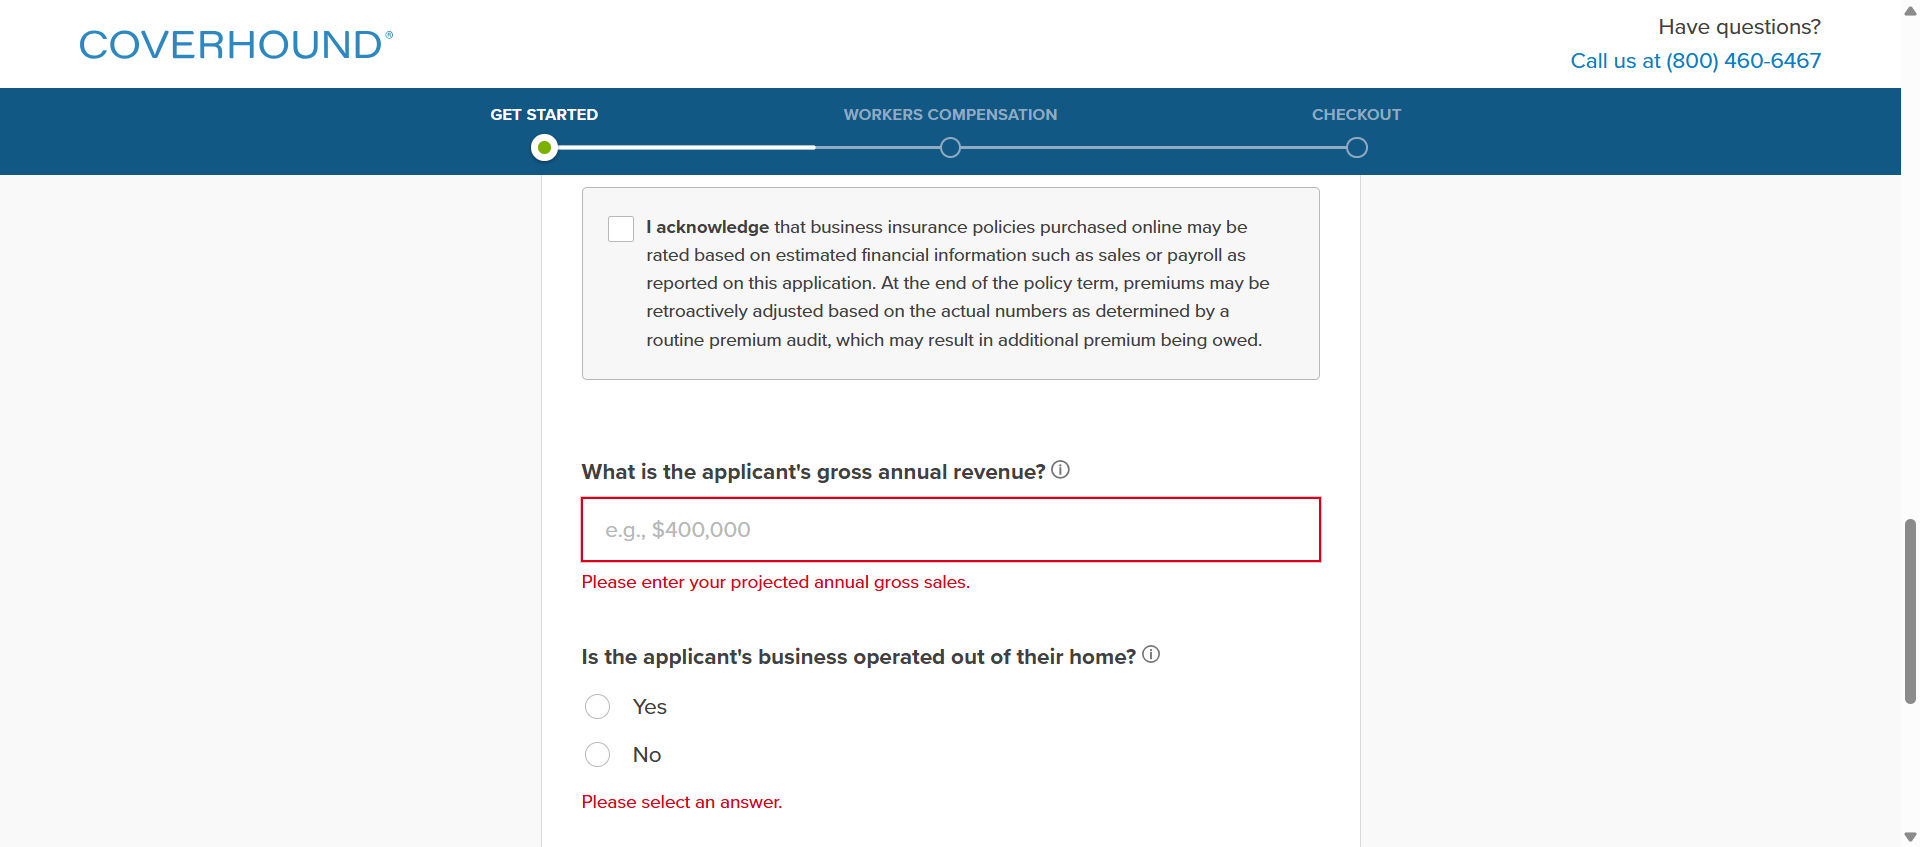 COVERHOUND®
Have questions?
Call us at (800) 460-6467
GET STARTED
WORKERS COMPENSATION
CHECKOUT
I acknowledge that business insurance policies purchased online may be
rated based on estimated financial information such as sales or payroll as
reported on this application. At the end of the policy term, premiums may be
retroactively adjusted based on the actual numbers as determined by a
routine premium audit, which may result in additional premium being owed.
What is the applicant's gross annual revenue?
e.g., $400,000
Please enter your projected annual gross sales.
Is the applicant's business operated out of their home?
Yes
No
Please select an answer.